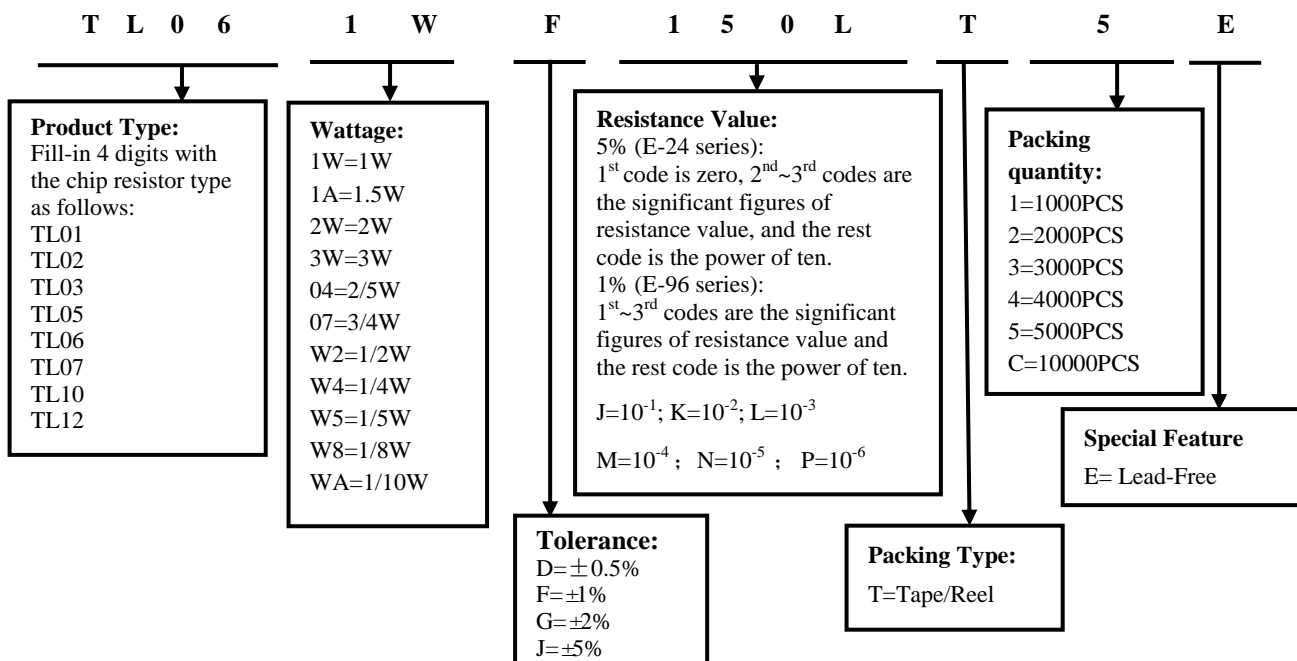 T L 0 6 1 W F 1 5 0 L T 5 E
Product Type:
Fill-in 4 digits with
the chip resistor type
as follows:
TL01
TL02
TL03
TL05
TL06
TL07
TL10
TL12
Wattage:
1W=1W
1A=1.5W
2W=2W
3W=3W
04=2/5W
07=3/4W
W2=1/2W
W4=1/4W
W5=1/5W
W8=1/8W
WA=1/10W
Tolerance:
D=±0.5%
F=±1%
G=±2%
J=±5%
Resistance Value:
5% (E-24 series):
1st code is zero, 2nd~3rd codes are
the significant figures of
resistance value, and the rest
code is the power of ten.
1% (E-96 series):
1st~3rd codes are the significant
figures of resistance value and
the rest code is the power of ten.
J=10-1; K=10-2; L=10-3
M=10-4 ; N=10-5 ; P=10-6
Packing Type:
T=Tape/Reel
Packing
quantity:
1=1000PCS
2=2000PCS
3=3000PCS
4=4000PCS
5=5000PCS
C=10000PCS
Special Feature
E= Lead-Free